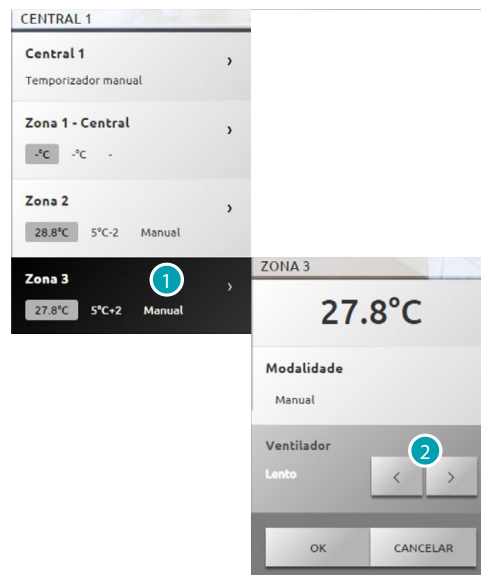 CENTRAL 1
Central 1
Temporizador manual
Zona 1 - Central
-°C -°C -
Zona 2
28.8°C 5°C-2 Manual
Zona 3
1
27.8°C 5°C+2 Manual
ZONA 3
27.8°C
Modalidade
Manual
Ventilador
2
Lento
OK CANCELAR